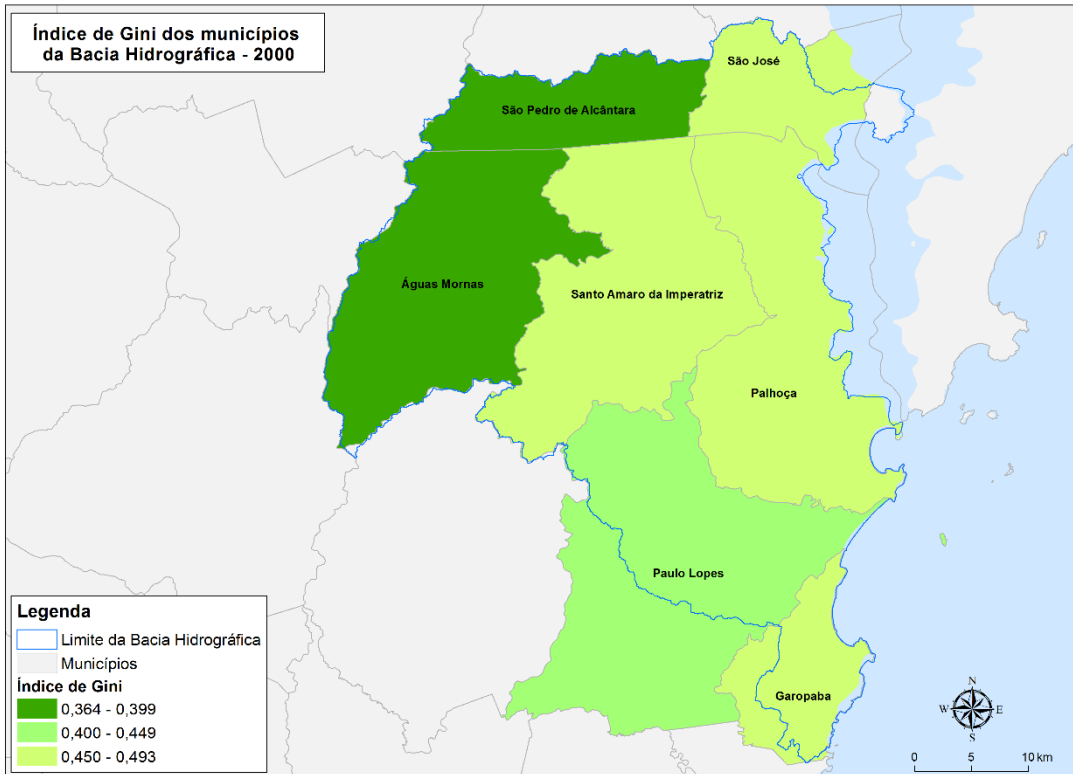 Índice de Gini dos municípios
da Bacia Hidrográfica - 2000
São José
São Pedro de Alcântara
Águas Mornas
Santo Amaro da Imperatriz
Palhoça
Paulo Lopes
Garopaba
Legenda
Limite da Bacia Hidrográfica
Municípios
Índice de Gini
0,364 - 0,399
0,400 - 0,449
0,450 - 0,493
N
W E
S
0 5 10 km